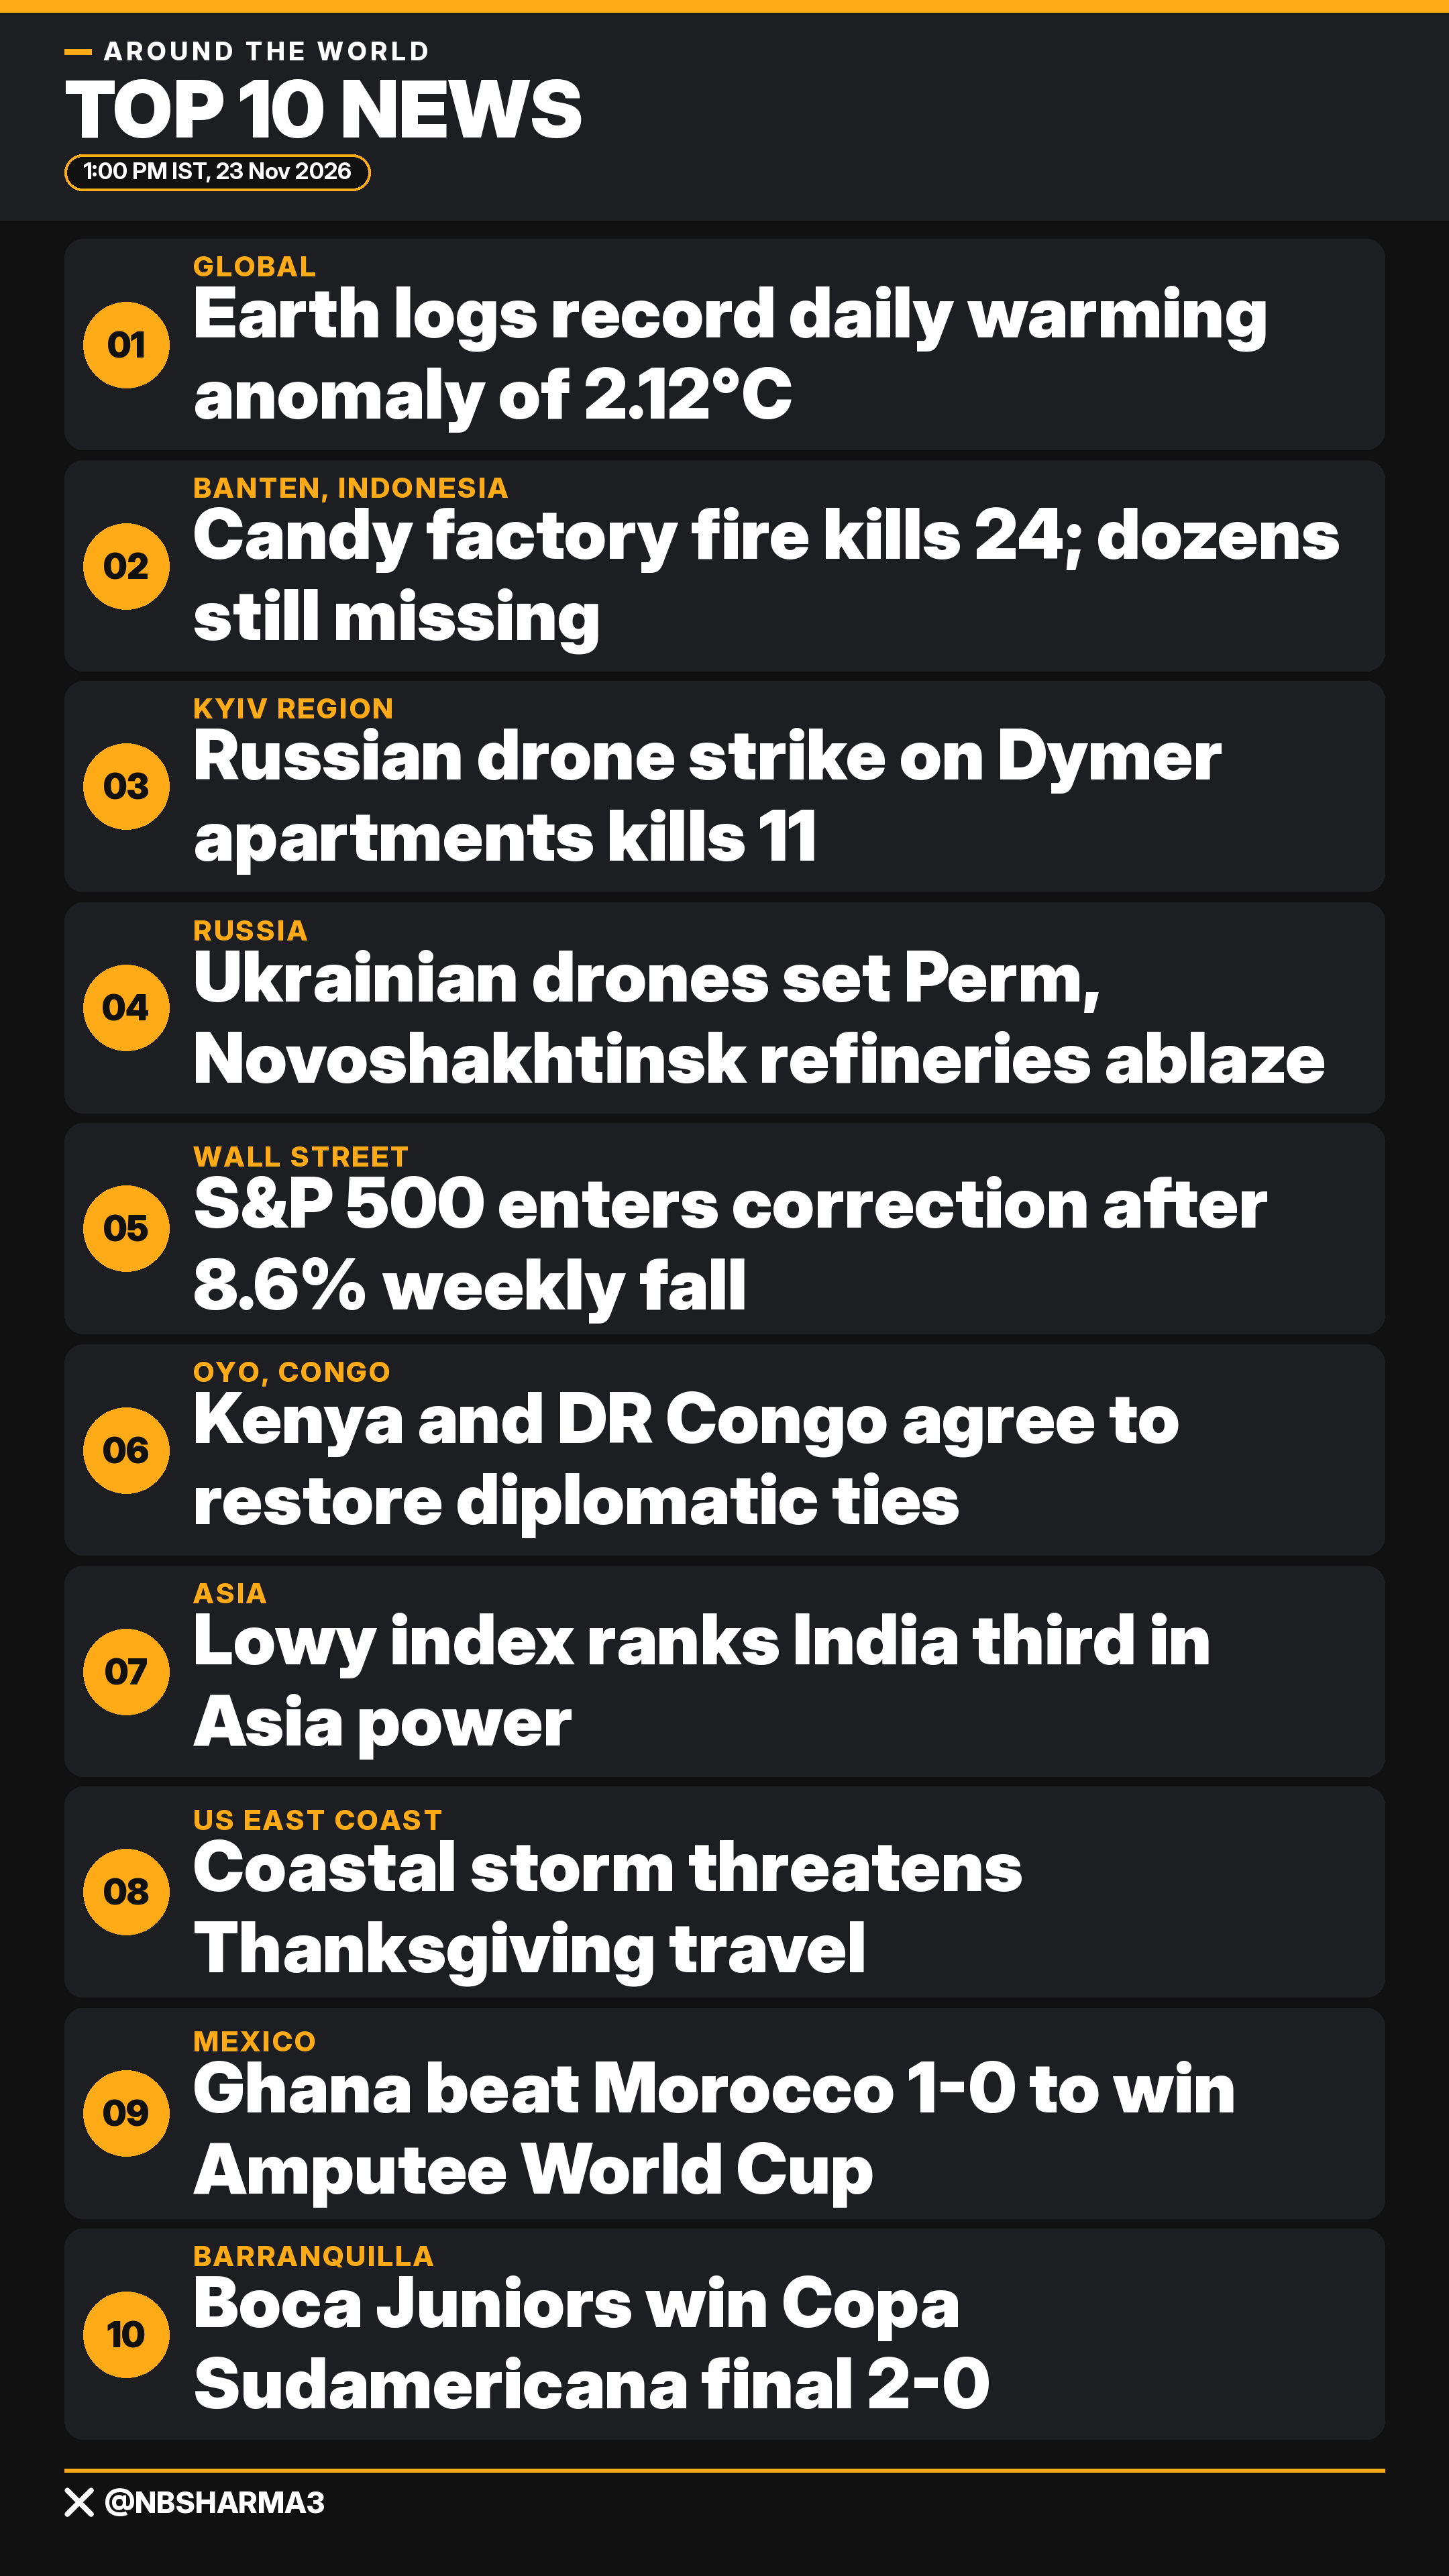 AROUND THE WORLD
TOP 10 NEWS
1:00 PM IST, 23 Nov 2026
01
GLOBAL
Earth logs record daily warming
anomaly of 2.12°C
02
BANTEN, INDONESIA
Candy factory fire kills 24; dozens
still missing
03
KYIV REGION
Russian drone strike on Dymer
apartments kills 11
04
RUSSIA
Ukrainian drones set Perm,
Novoshakhtinsk refineries ablaze
05
WALL STREET
S&P 500 enters correction after
8.6% weekly fall
06
OYO, CONGO
Kenya and DR Congo agree to
restore diplomatic ties
07
ASIA
Lowy index ranks India third in
Asia power
08
US EAST COAST
Coastal storm threatens
Thanksgiving travel
09
MEXICO
Ghana beat Morocco 1-0 to win
Amputee World Cup
10
BARRANQUILLA
Boca Juniors win Copa
Sudamericana final 2-0
@NBSHARMA3